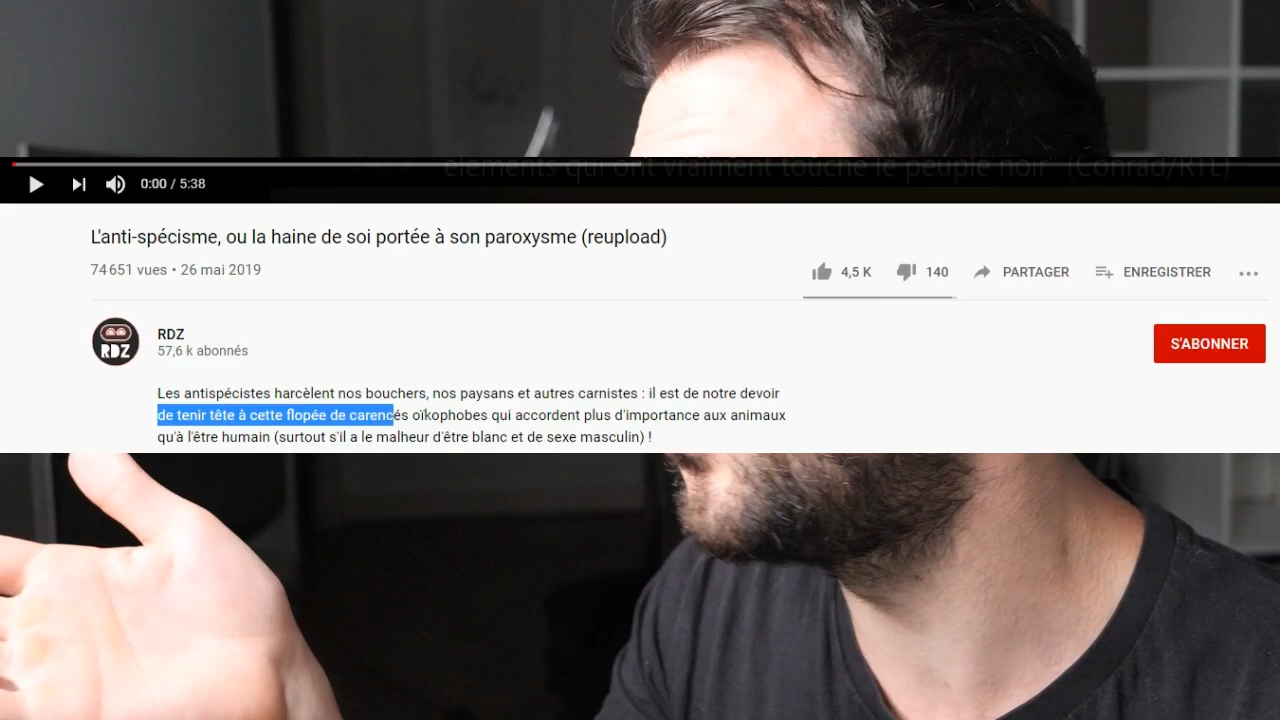 éléments qui ont vraiment touché le peuple noir" (Conrad/RTL)
0:00 / 5:38
L'anti-spécisme, ou la haine de soi portée à son paroxysme (reupload)
74 651 vues • 26 mai 2019
4,5 K 140 PARTAGER ENREGISTRER
RDZ
RDZ
57,6 k abonnés
S'ABONNER
Les antispécistes harcèlent nos bouchers, nos paysans et autres carnistes : il est de notre devoir
de tenir tête à cette flopée de carencés oïkophobes qui accordent plus d'importance aux animaux
qu'à l'être humain (surtout s'il a le malheur d'être blanc et de sexe masculin) !